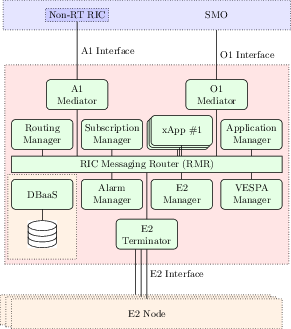 Non-RT RIC
SMO
A1 Interface
O1 Interface
A1
Mediator
O1
Mediator
Routing
Manager
Subscription
Manager
xApp #1
Application
Manager
RIC Messaging Router (RMR)
DBaaS
Alarm
Manager
E2
Manager
VESPA
Manager
E2
Terminator
E2 Interface
E2 Node